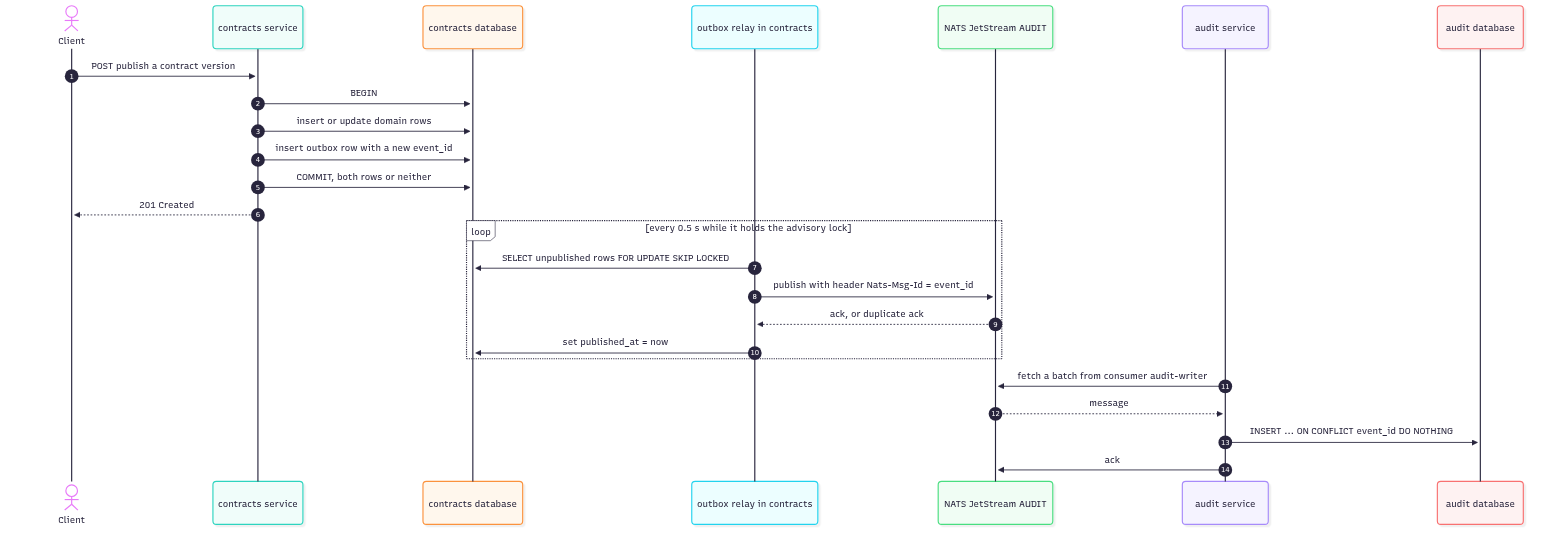 Client
contracts service
contracts database
outbox relay in contracts
NATS JetStream AUDIT
audit service
audit database
1
POST publish a contract version
2
BEGIN
3
insert or update domain rows
4
insert outbox row with a new event_id
5
COMMIT, both rows or neither
6
201 Created
loop
[every 0.5 s while it holds the advisory lock]
7
SELECT unpublished rows FOR UPDATE SKIP LOCKED
8
publish with header Nats-Msg-Id = event_id
9
ack, or duplicate ack
10
set published_at = now
11
fetch a batch from consumer audit-writer
12
message
13
INSERT ... ON CONFLICT event_id DO NOTHING
14
ack
Client
contracts service
contracts database
outbox relay in contracts
NATS JetStream AUDIT
audit service
audit database